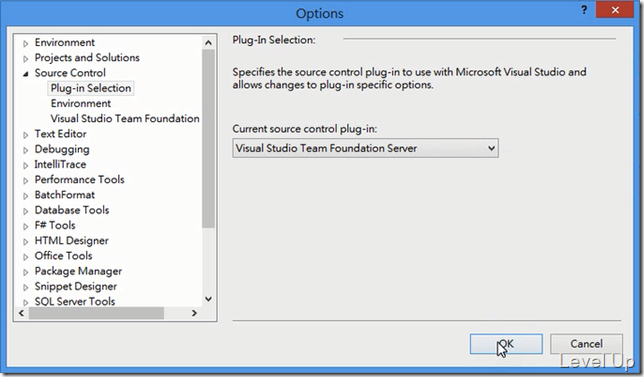 Options
?
Environment
Projects and Solutions
Source Control
Plug-in Selection
Environment
Visual Studio Team Foundation
Text Editor
Debugging
IntelliTrace
Performance Tools
BatchFormat
Database Tools
F# Tools
HTML Designer
Office Tools
Package Manager
Snippet Designer
SQL Server Tools
Plug-In Selection:
Specifies the source control plug-in to use with Microsoft Visual Studio and
allows changes to plug-in specific options.
Current source control plug-in:
Visual Studio Team Foundation Server
OK
Cancel
Level Up